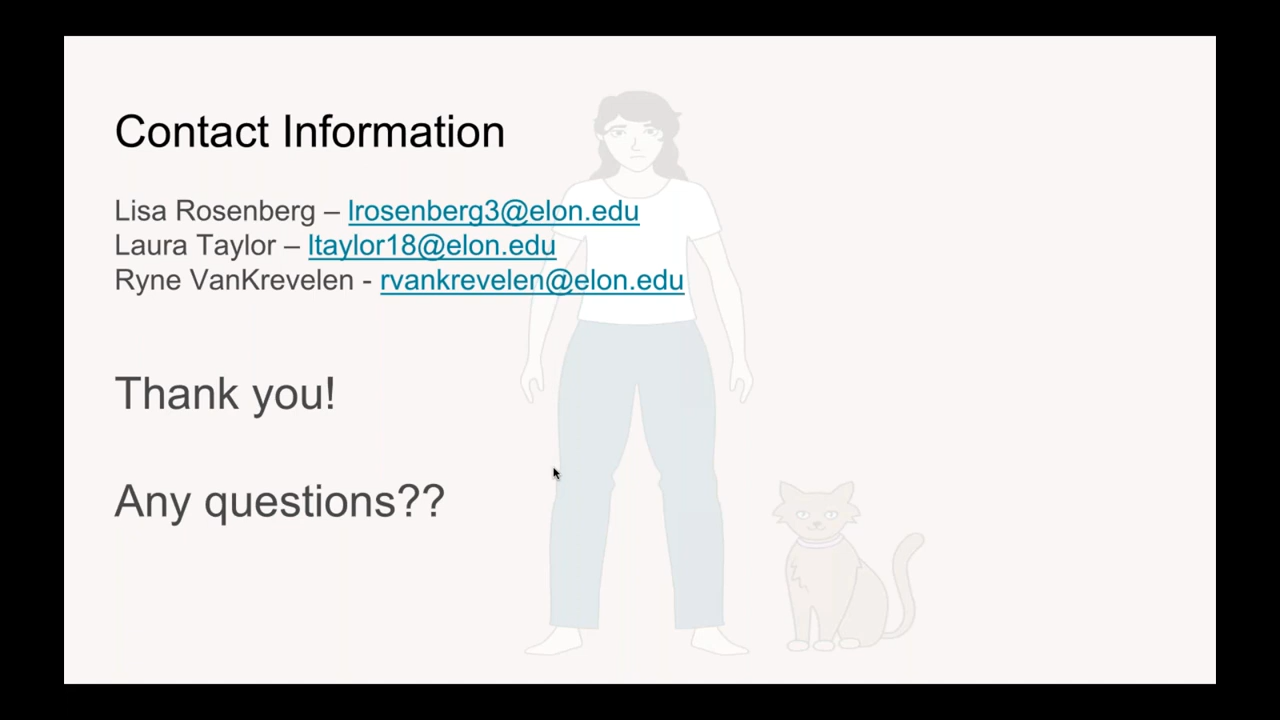 Contact Information
Lisa Rosenberg – lrosenberg3@elon.edu
Laura Taylor – ltaylor18@elon.edu
Ryne VanKrevelen - rvankrevelen@elon.edu
Thank you!
Any questions??